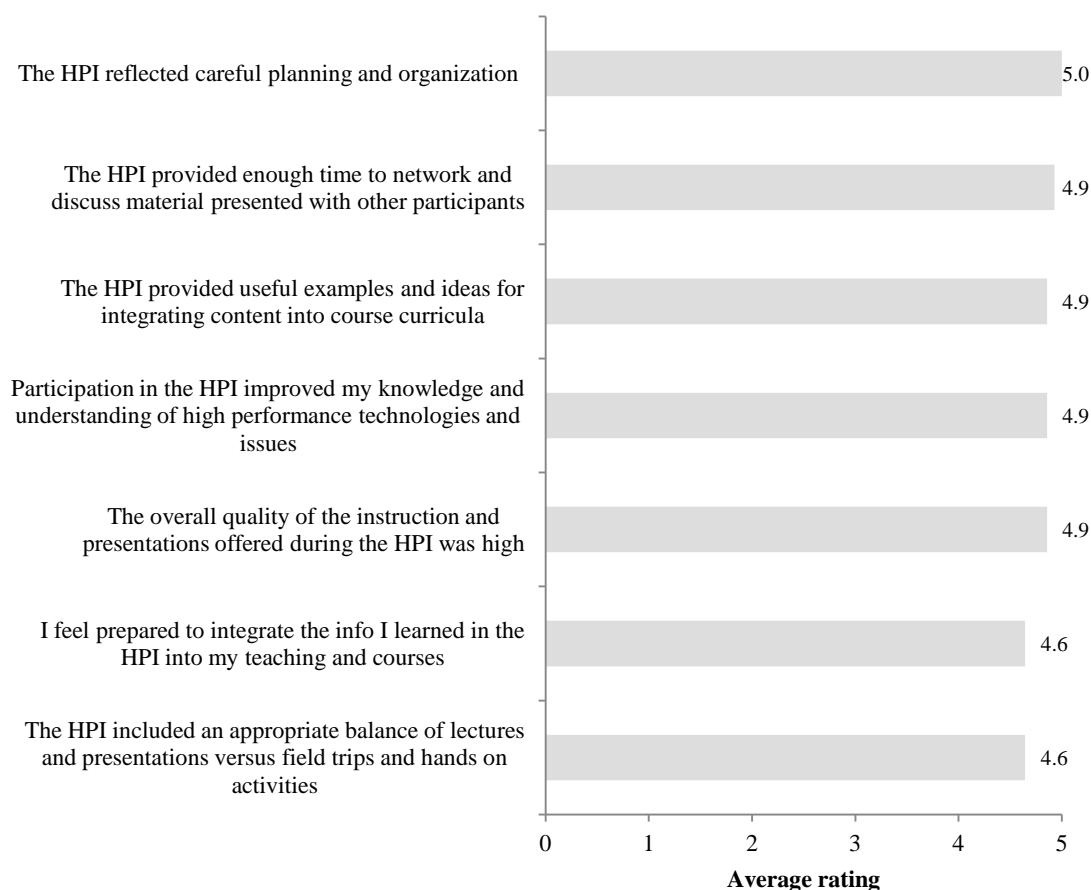 The HPI reflected careful planning and organization
5.0
The HPI provided enough time to network and
discuss material presented with other participants
4.9
The HPI provided useful examples and ideas for
integrating content into course curricula
4.9
Participation in the HPI improved my knowledge and
understanding of high performance technologies and
issues
4.9
The overall quality of the instruction and
presentations offered during the HPI was high
4.9
I feel prepared to integrate the info I learned in the
HPI into my teaching and courses
4.6
The HPI included an appropriate balance of lectures
and presentations versus field trips and hands on
activities
4.6
0 1 2 3 4 5
Average rating